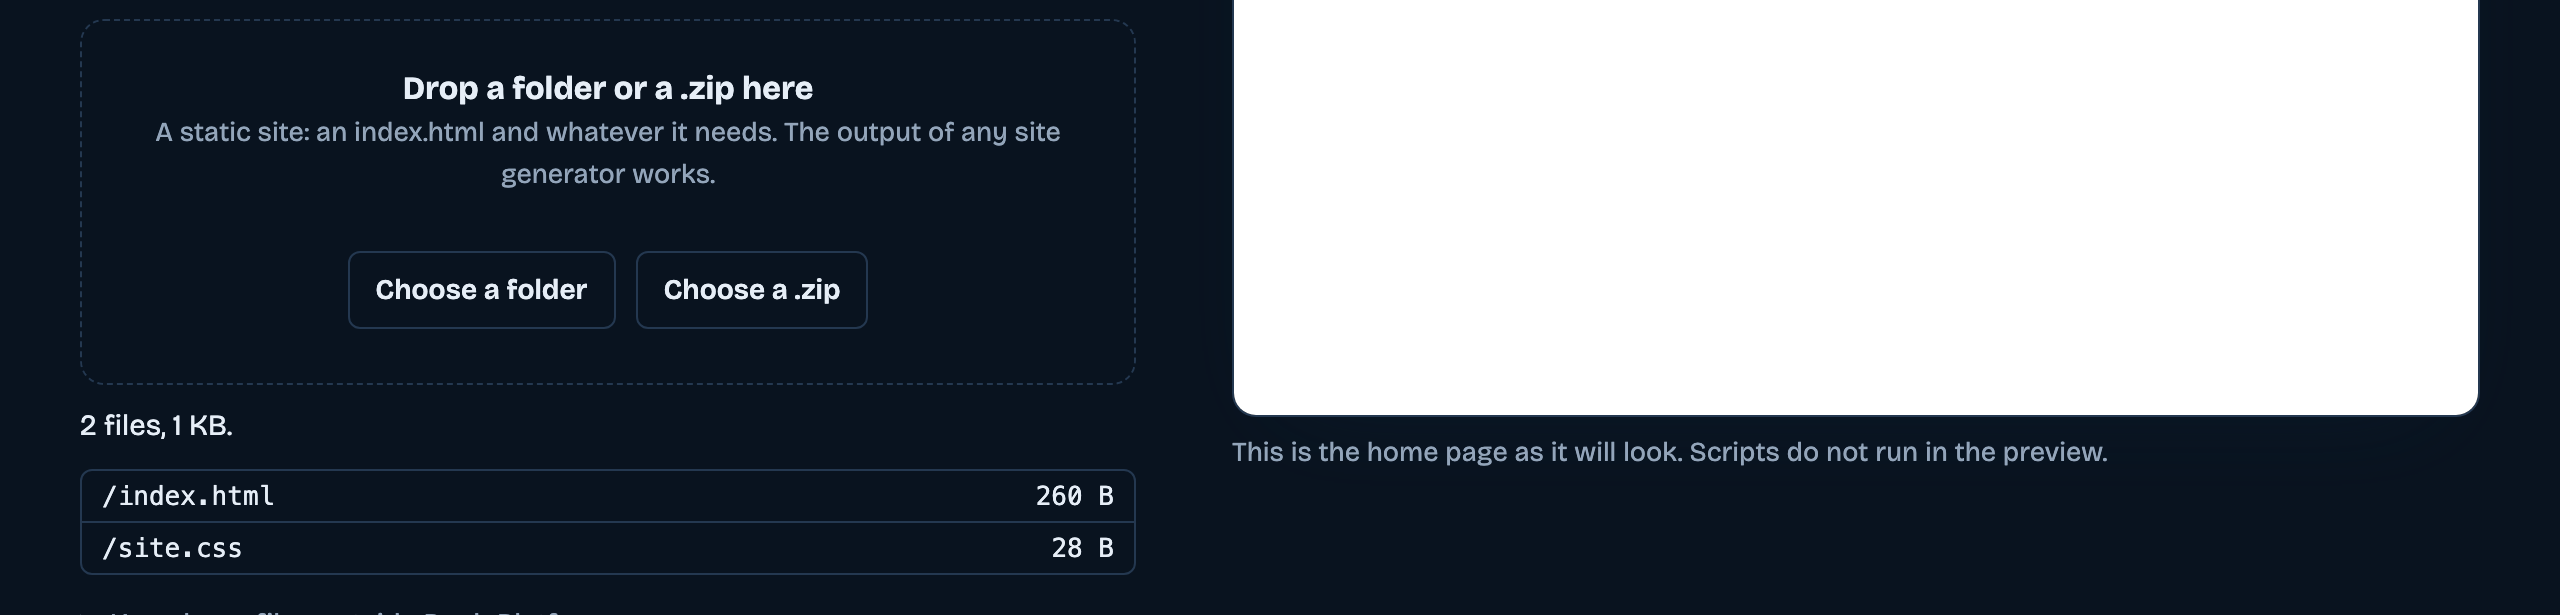 Drop a folder or a .zip here
A static site: an index.html and whatever it needs. The output of any site
generator works.
Choose a folder
Choose a .zip
2 files, 1 KB.
/index.html 260 B
/site.css 28 B
This is the home page as it will look. Scripts do not run in the preview.